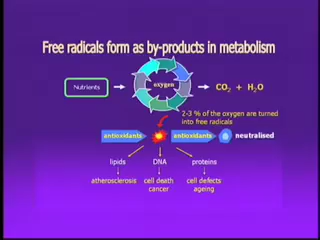 Free radicals form as by-products in metabolism
Nutrients
oxygen
CO2 + H2O
2-3 % of the oxygen are turned
into free radicals
antioxidants
antioxidants
neutralised
lipids
DNA
proteins
atherosclerosis
cell death
cancer
cell defects
ageing